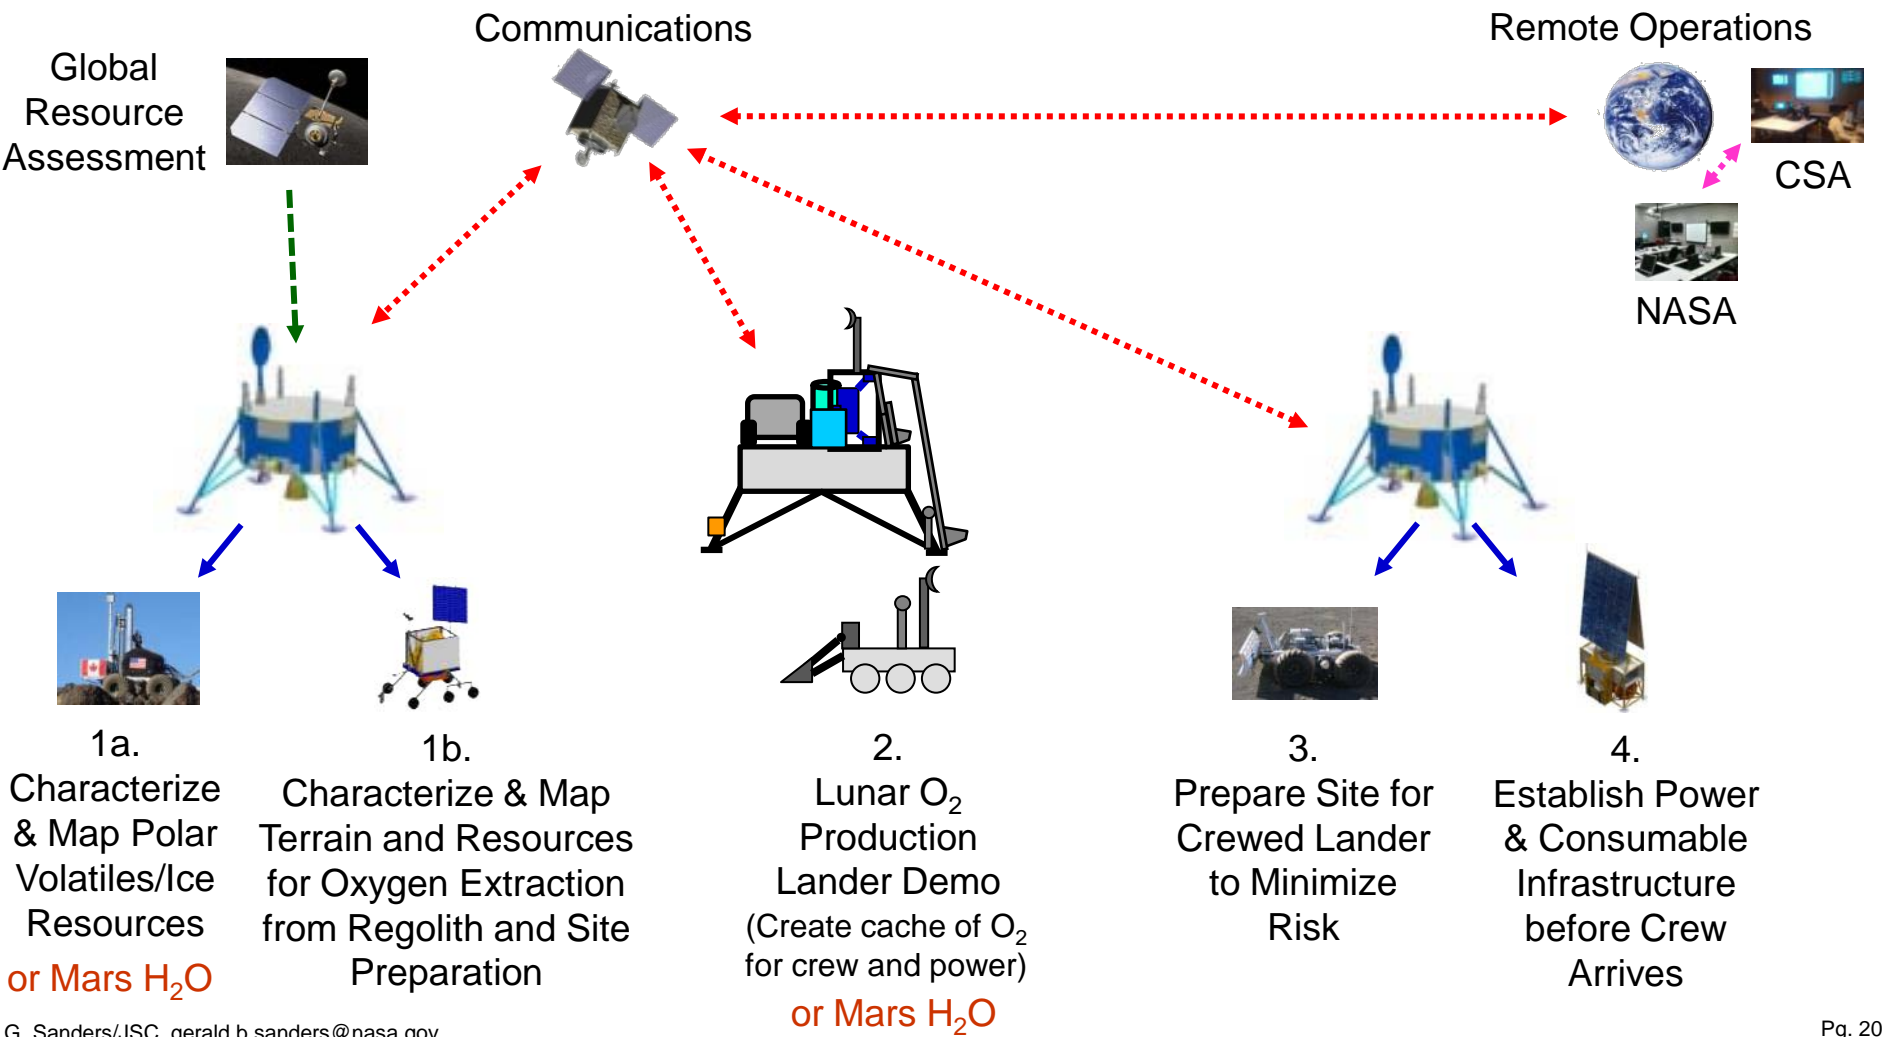 Communications
Remote Operations
Global
Resource
Assessment
CSA
NASA
1a.
Characterize
& Map Polar
Volatiles/Ice
Resources
or Mars H₂O
1b.
Characterize & Map
Terrain and Resources
for Oxygen Extraction
from Regolith and Site
Preparation
2.
Lunar O₂
Production
Lander Demo
(Create cache of O₂
for crew and power)
or Mars H₂O
3.
Prepare Site for
Crewed Lander
to Minimize
Risk
4.
Establish Power
& Consumable
Infrastructure
before Crew
Arrives
G. Sanders/JSC, gerald.b.sanders@nasa.gov
Pg. 20